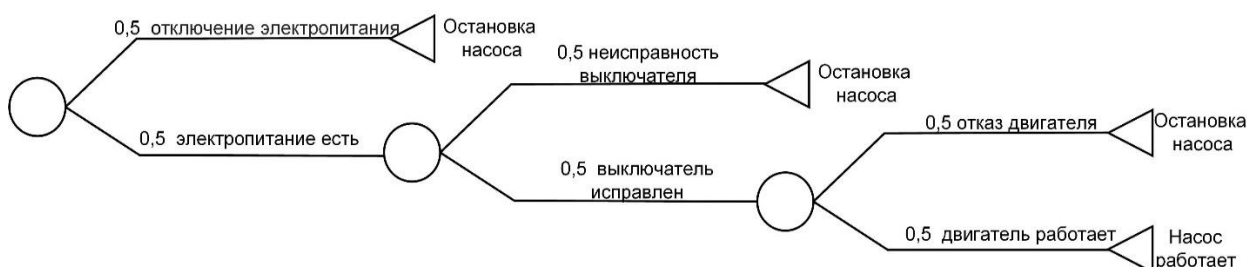 0,5 отключение электропитания
Остановка
насоса
0,5 неисправность
выключателя
Остановка
насоса
0,5 электропитание есть
0,5 отказ двигателя
Остановка
насоса
0,5 выключатель
исправлен
0,5 двигатель работает
Насос
работает